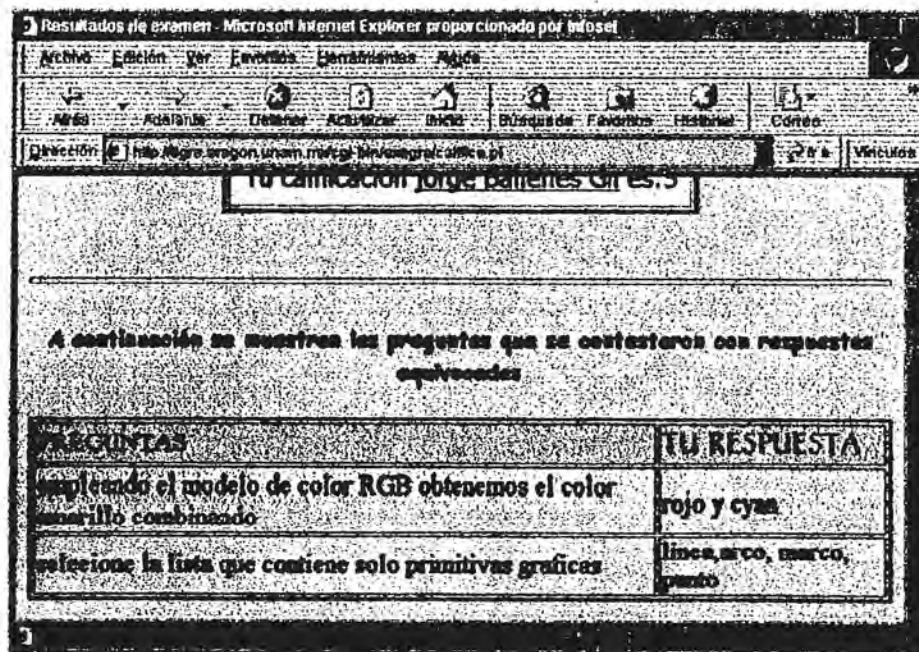 Resultados de examen - Microsoft Internet Explorer proporcionado por Infosel
Archivo Edición Ver Favoritos Herramientas Ayuda
Atrás Adelante Detener Actualizar Inicio Búsqueda Favoritos Historial Correo
Dirección Ir a Vínculos
Tu calificación Jorge Ballenes Gil es:5
A continuación se muestran las preguntas que se contestaron con respuestas
equivocadas
PREGUNTAS TU RESPUESTA
empleando el modelo de color RGB obtenemos el color
amarillo combinando
rojo y cyan
seleccione la lista que contiene solo primitivas graficas
linea,arco, marco,
punto